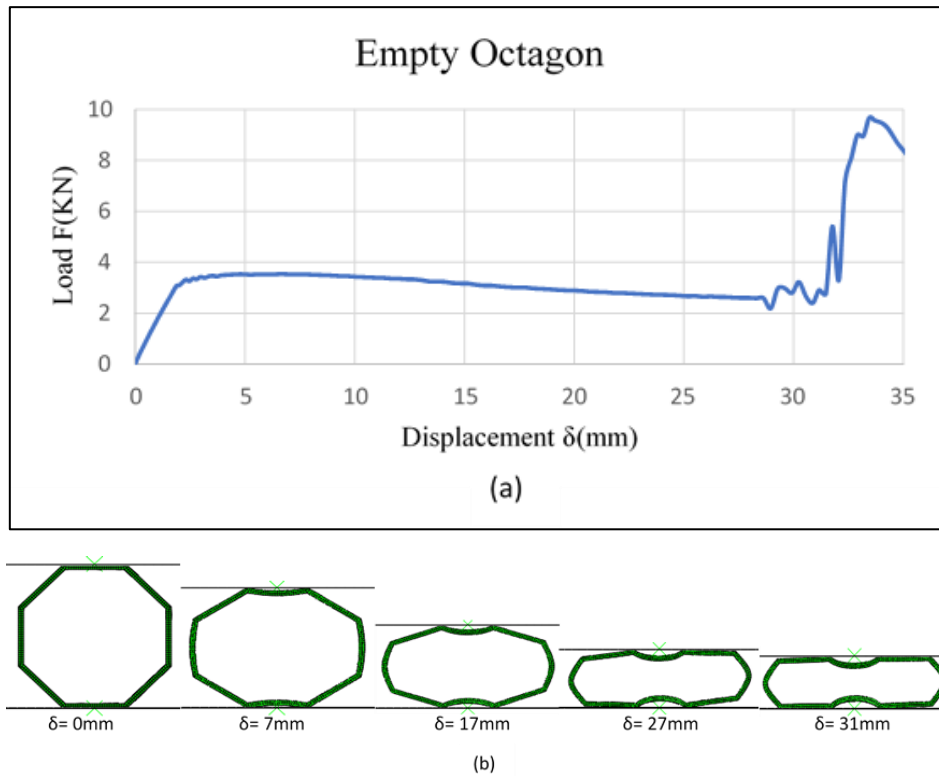 Empty Octagon
Load F(KN)
10
8
6
4
2
0
0 5 10 15 20 25 30 35
Displacement δ(mm)
(a)
δ= 0mm δ= 7mm δ= 17mm δ= 27mm δ= 31mm
(b)